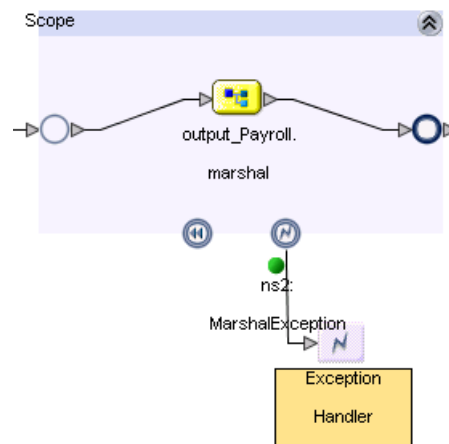 Scope
output_Payroll.
marshal
ns2:
MarshalException
Exception
Handler